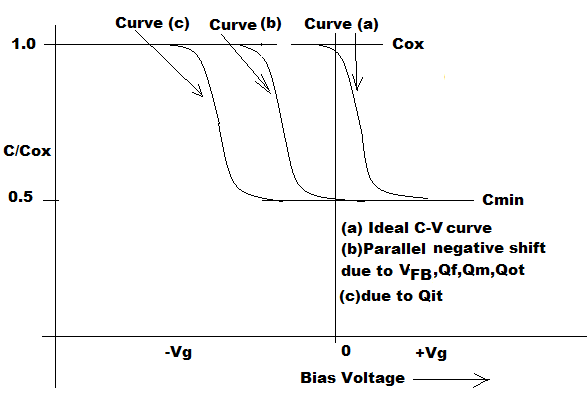 Curve (c) Curve (b) Curve (a)
1.0 Cox
C/Cox
0.5 Cmin
(a) Ideal C-V curve
(b)Parallel negative shift
due to VFB,Qf,Qm,Qot
(c)due to Qit
-Vg 0 +Vg
Bias Voltage